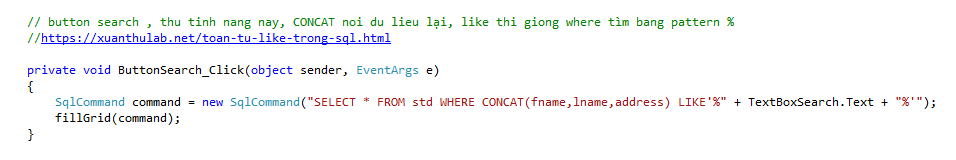 // button search , thu tinh nang nay, CONCAT noi du lieu lại, like thi giong where tìm bang pattern %
//https://xuanthulab.net/toan-tu-like-trong-sql.html
private void ButtonSearch_Click(object sender, EventArgs e)
{
SqlCommand command = new SqlCommand("SELECT * FROM std WHERE CONCAT(fname,lname,address) LIKE'%" + TextBoxSearch.Text + "%'");
fillGrid(command);
}